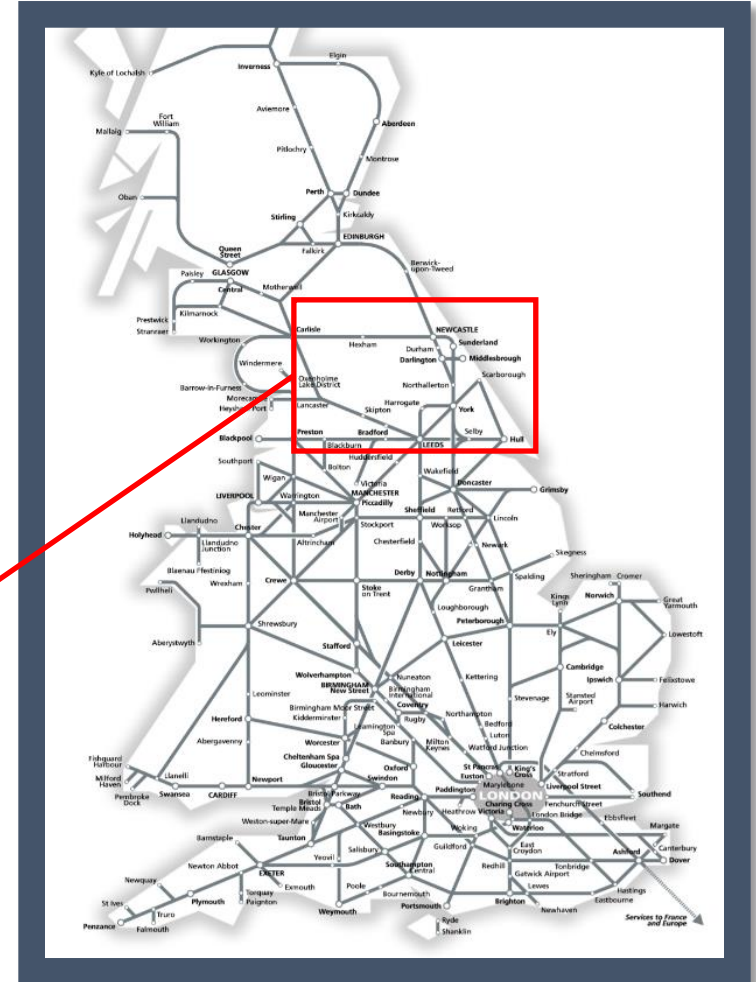 Elgin
Inverness
Kyle of Lochalsh
Aviemore
Fort
William
Aberdeen
Mallaig
Pitlochry
Montrose
Perth
Dundee
Oban
Stirling
Kirkcaldy
EDINBURGH
Queen
Street
Falkirk
Berwick-
upon-Tweed
Paisley
GLASGOW
Central
Motherwell
Prestwick
Kilmarnock
Stranraer
Carlisle
NEWCASTLE
Workington
Hexham
Sunderland
Durham
Windermere
Darlington
Middlesbrough
Oxenholme
Lake District
Scarborough
Barrow-in-Furness
Northallerton
Morecambe
Lancaster
Harrogate
Heysham Port
Skipton
York
Preston
Bradford
Selby
Blackpool
Blackburn
LEEDS
Hull
Huddersfield
Southport
Bolton
Wakefield
Wigan
Victoria
Doncaster
LIVERPOOL
Warrington
MANCHESTER
Piccadilly
Grimsby
Sheffield
Retford
Manchester
Airport
Lincoln
Llandudno
Stockport
Worksop
Holyhead
Chester
Llandudno
Junction
Altrincham
Chesterfield
Newark
Skegness
Blaenau Ffestiniog
Derby
Nottingham
Sheringham
Cromer
Pwllheli
Wrexham
Crewe
Stoke
on Trent
Grantham
Spalding
Kings
Lynn
Norwich
Great
Yarmouth
Loughborough
Shrewsbury
Peterborough
Ely
Aberystwyth
Stafford
Leicester
Lowestoft
Wolverhampton
Cambridge
BIRMINGHAM
New Street
Nuneaton
Kettering
Ipswich
Felixstowe
Birmingham
International
Leominster
Stevenage
Stansted
Airport
Birmingham Moor Street
Coventry
Harwich
Hereford
Kidderminster
Rugby
Northampton
Leamington
Spa
Bedford
Colchester
Abergavenny
Worcester
Banbury
Milton
Keynes
Luton
Watford Junction
Chelmsford
Fishguard
Harbour
Cheltenham Spa
Gloucester
Oxford
St Pancras
King's
Cross
Euston
Stratford
Milford
Haven
Llanelli
Newport
Swindon
Marylebone
Liverpool Street
Pembroke
Dock
Swansea
CARDIFF
Bristol Parkway
Reading
Paddington
LONDON
Southend
Bristol
Temple Meads
Bath
Newbury
Heathrow
Victoria
Charing Cross
Fenchurch Street
Weston-super-Mare
London Bridge
Ebbsfleet
Westbury
Waterloo
Margate
Barnstaple
Taunton
Basingstoke
Woking
East
Croydon
Canterbury
Salisbury
Guildford
Ashford
Newton Abbot
Yeovil
Southampton
Central
Redhill
Tonbridge
Dover
EXETER
Gatwick Airport
Newquay
Exmouth
Poole
Lewes
Hastings
Torquay
Bournemouth
Eastbourne
St Ives
Plymouth
Paignton
Portsmouth
Brighton
Newhaven
Truro
Weymouth
Services to France
and Europe
Penzance
Falmouth
Ryde
Shanklin